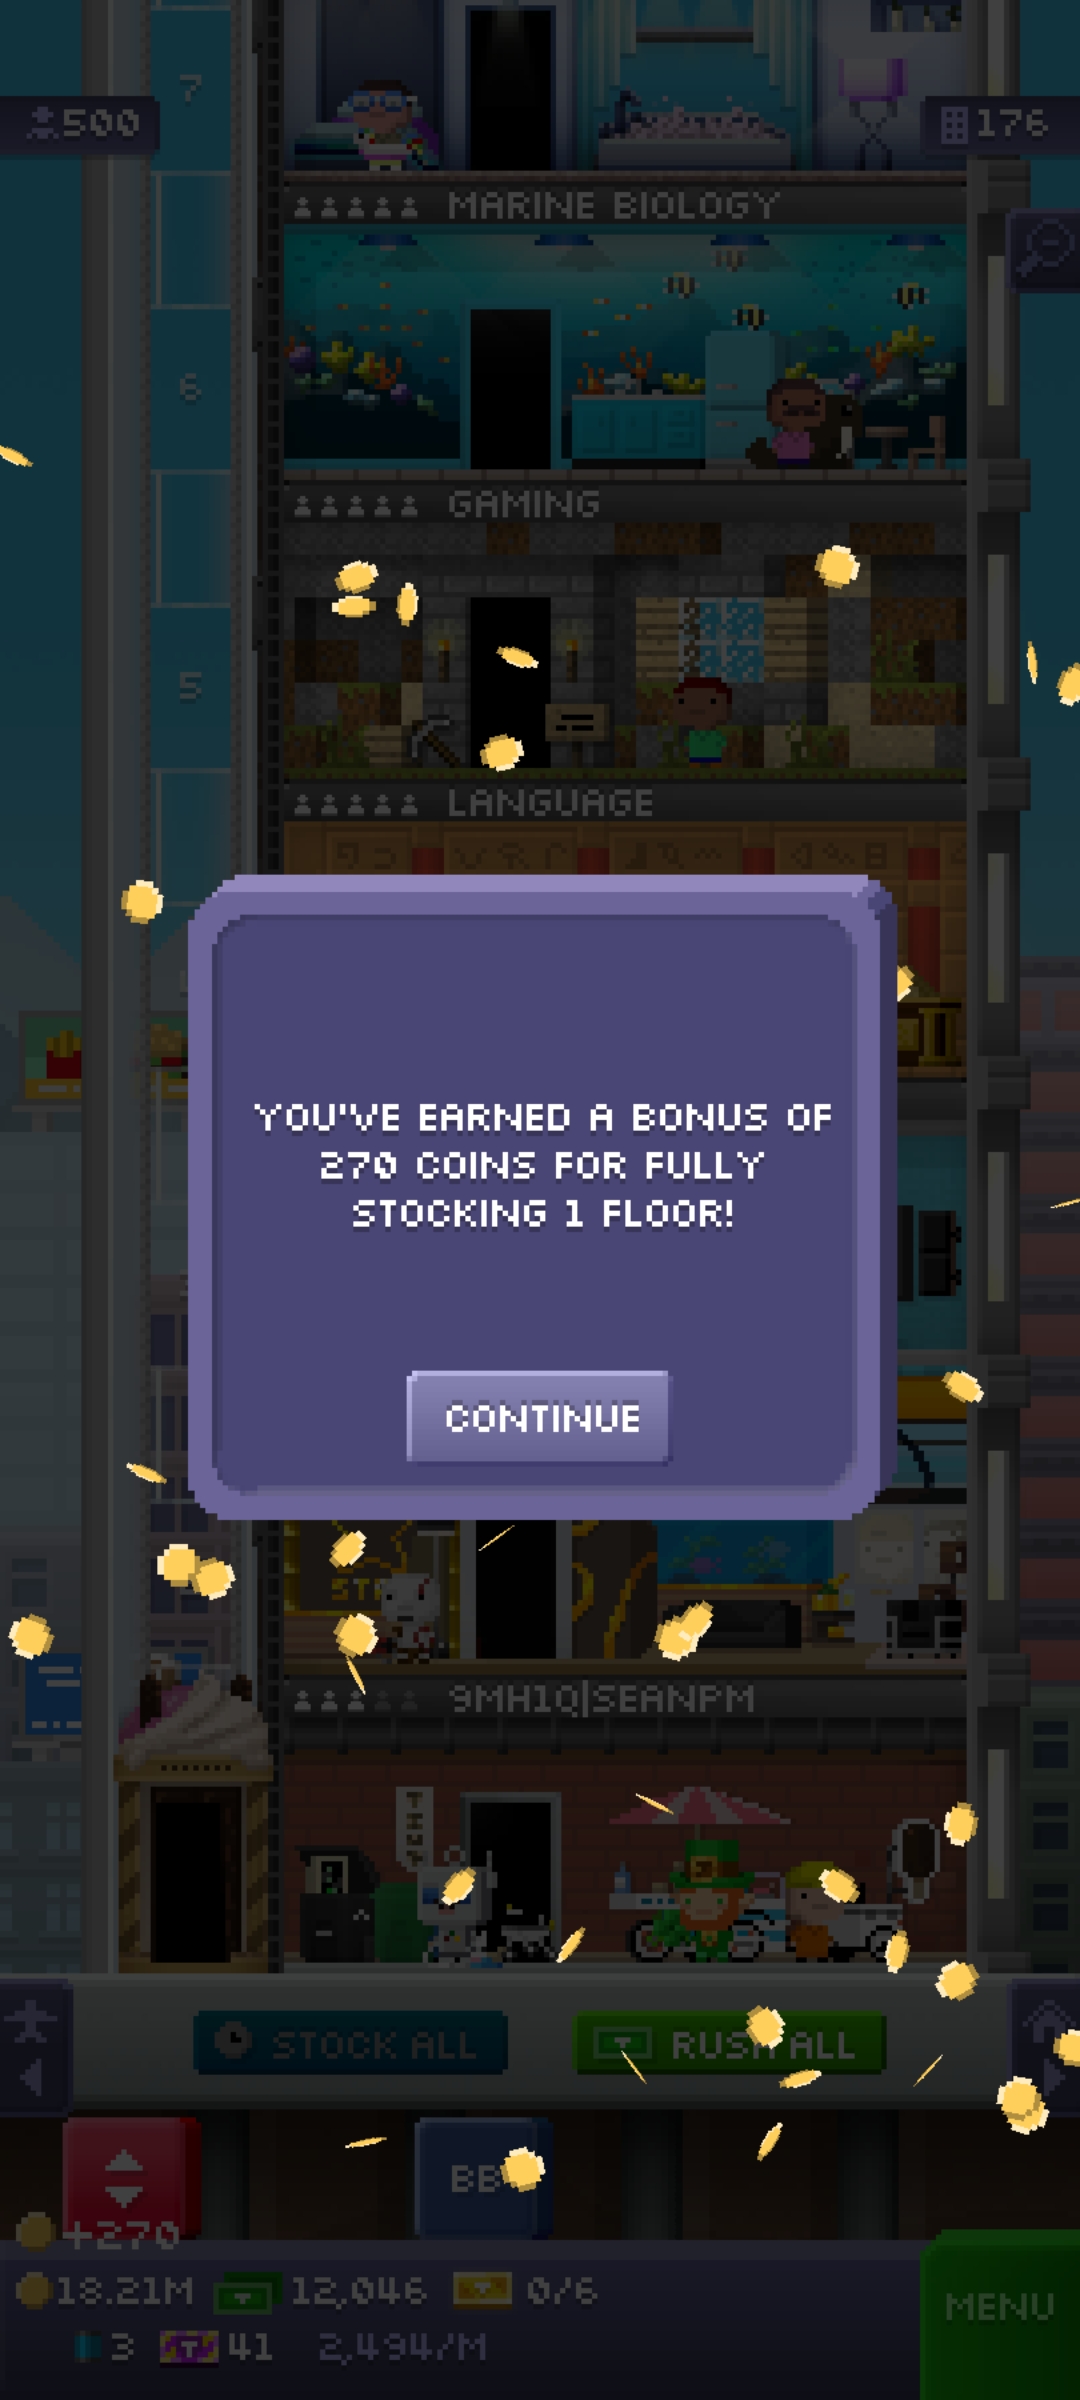 7
500
176
MARINE BIOLOGY
6
GAMING
5
LANGUAGE
YOU'VE EARNED A BONUS OF
270 COINS FOR FULLY
STOCKING 1 FLOOR!
CONTINUE
9MH1Q|SEANPM
STOCK ALL
RUSH ALL
+270
18.21M
12,046
0/6
3
41
2,494/M
MENU